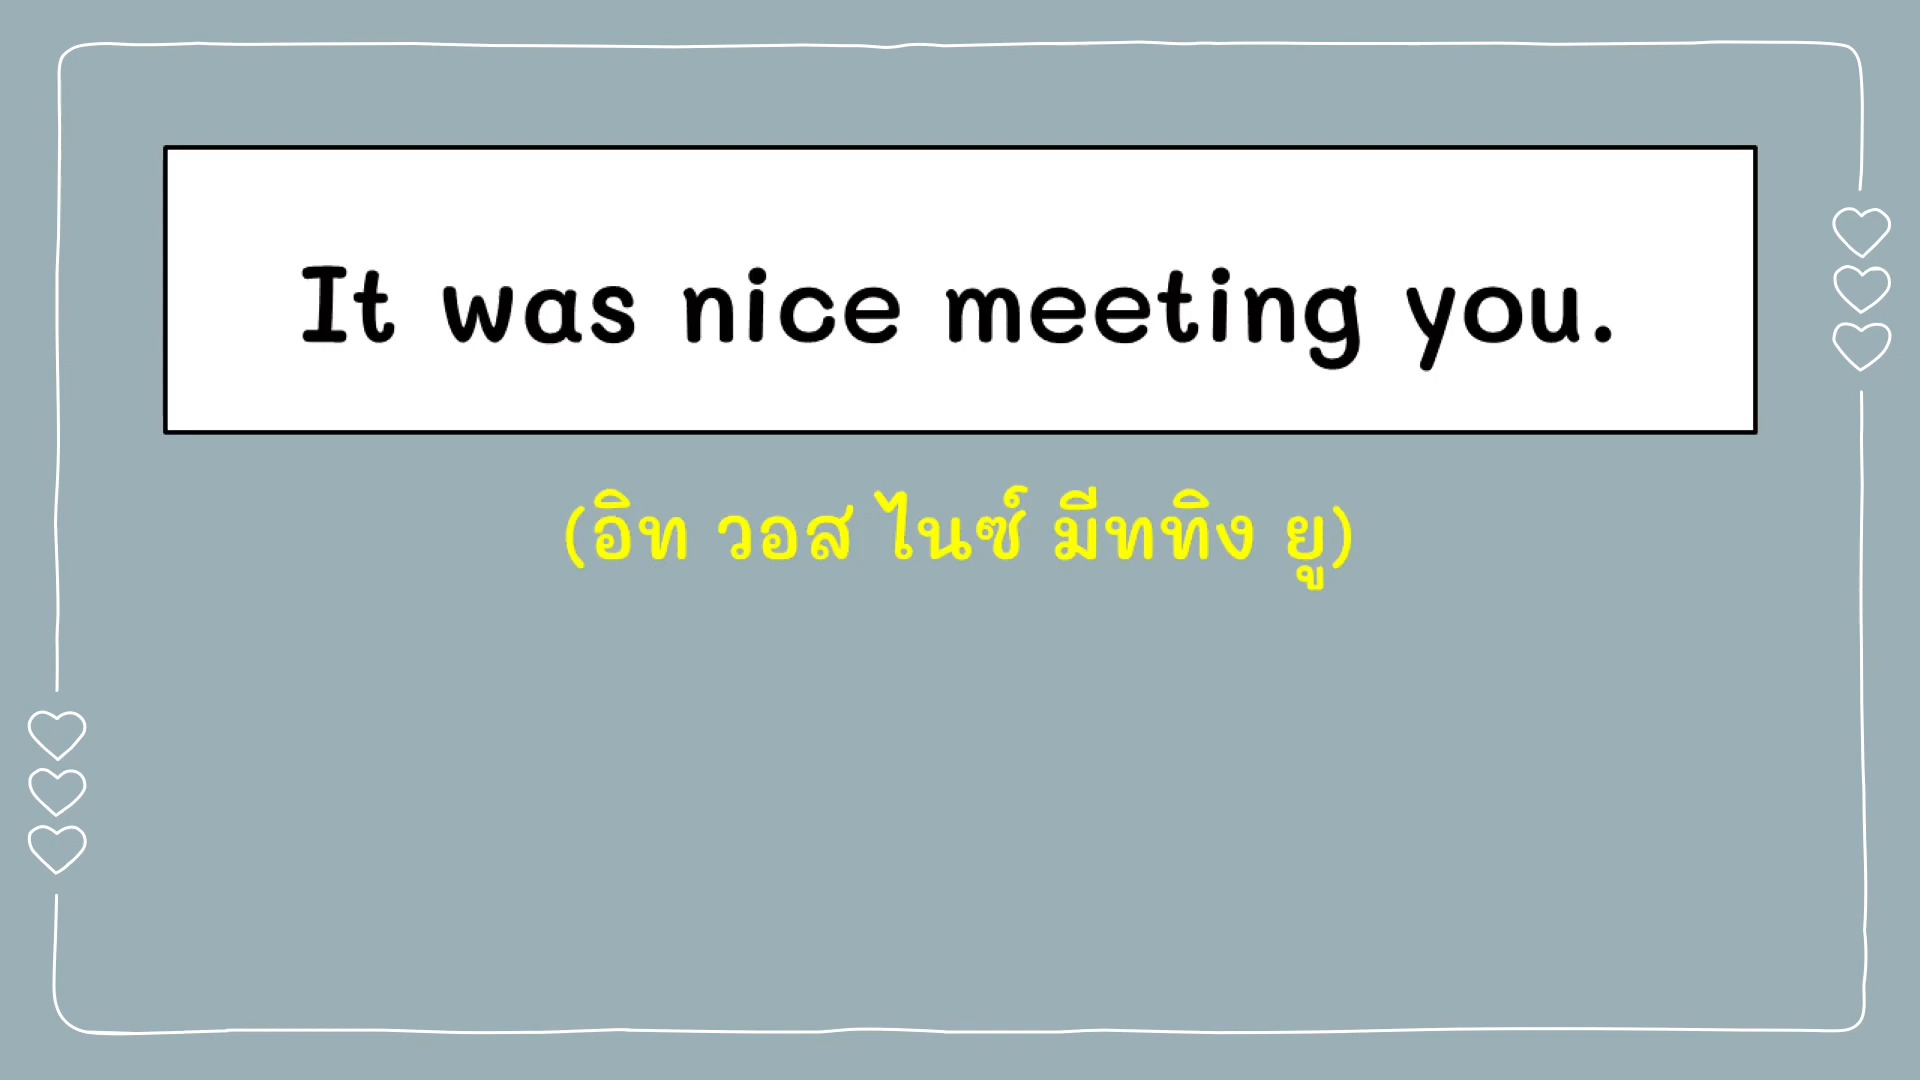 It was nice meeting you.
(อิท วอส ไนซ์ มีททิง ยู)